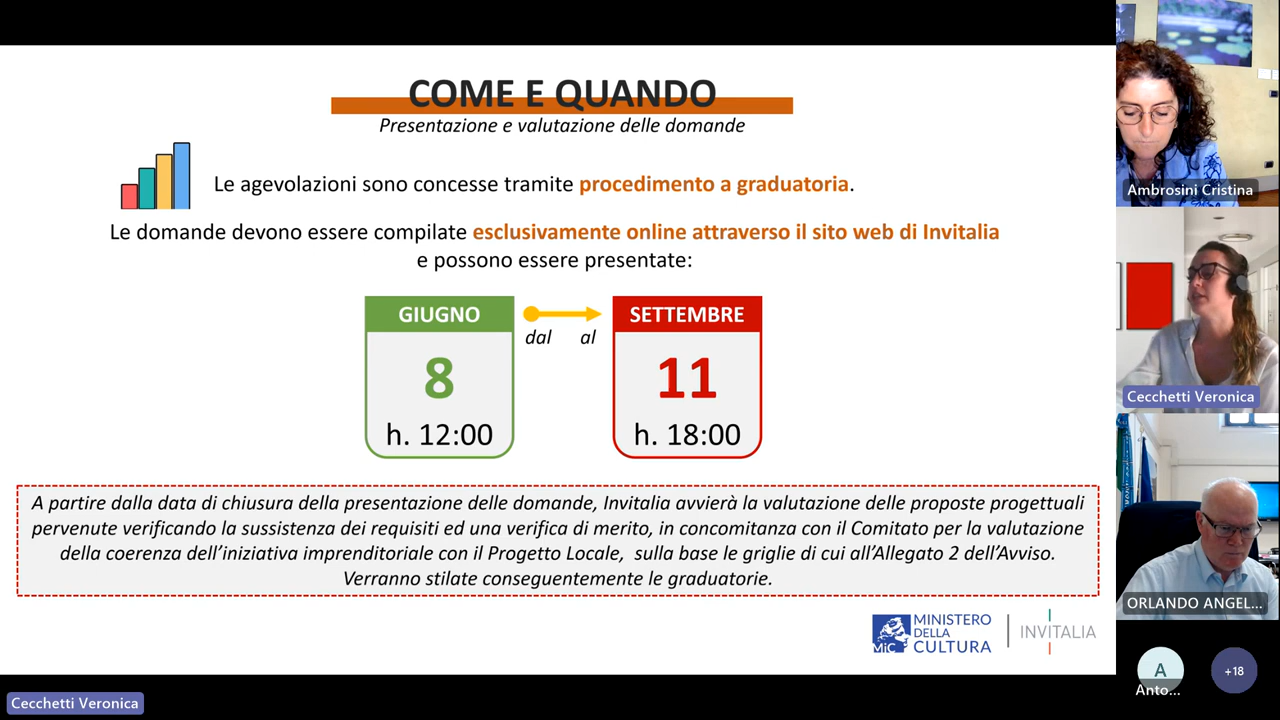 COME E QUANDO
Presentazione e valutazione delle domande
Le agevolazioni sono concesse tramite procedimento a graduatoria.
Le domande devono essere compilate esclusivamente online attraverso il sito web di Invitalia
e possono essere presentate:
GIUGNO
8
h. 12:00
dal al
SETTEMBRE
11
h. 18:00
A partire dalla data di chiusura della presentazione delle domande, Invitalia avvierà la valutazione delle proposte progettuali
pervenute verificando la sussistenza dei requisiti ed una verifica di merito, in concomitanza con il Comitato per la valutazione
della coerenza dell'iniziativa imprenditoriale con il Progetto Locale, sulla base le griglie di cui all'Allegato 2 dell'Avviso.
Verranno stilate conseguentemente le graduatorie.
MiC
MINISTERO
DELLA
CULTURA
INVITALIA
Cecchetti Veronica
Ambrosini Cristina
Cecchetti Veronica
ORLANDO ANGEL...
A
Anto...
+18